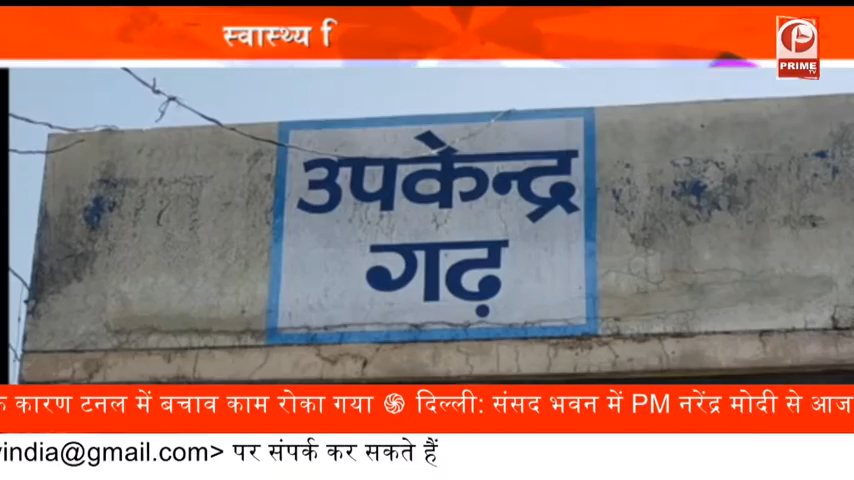 स्वास्थ्य
PRIME
TV
उपकेन्द्र
गढ़
कारण टनल में बचाव काम रोका गया ֍ दिल्ली: संसद भवन में PM नरेंद्र मोदी से आज
india@gmail.com> पर संपर्क कर सकते हैं